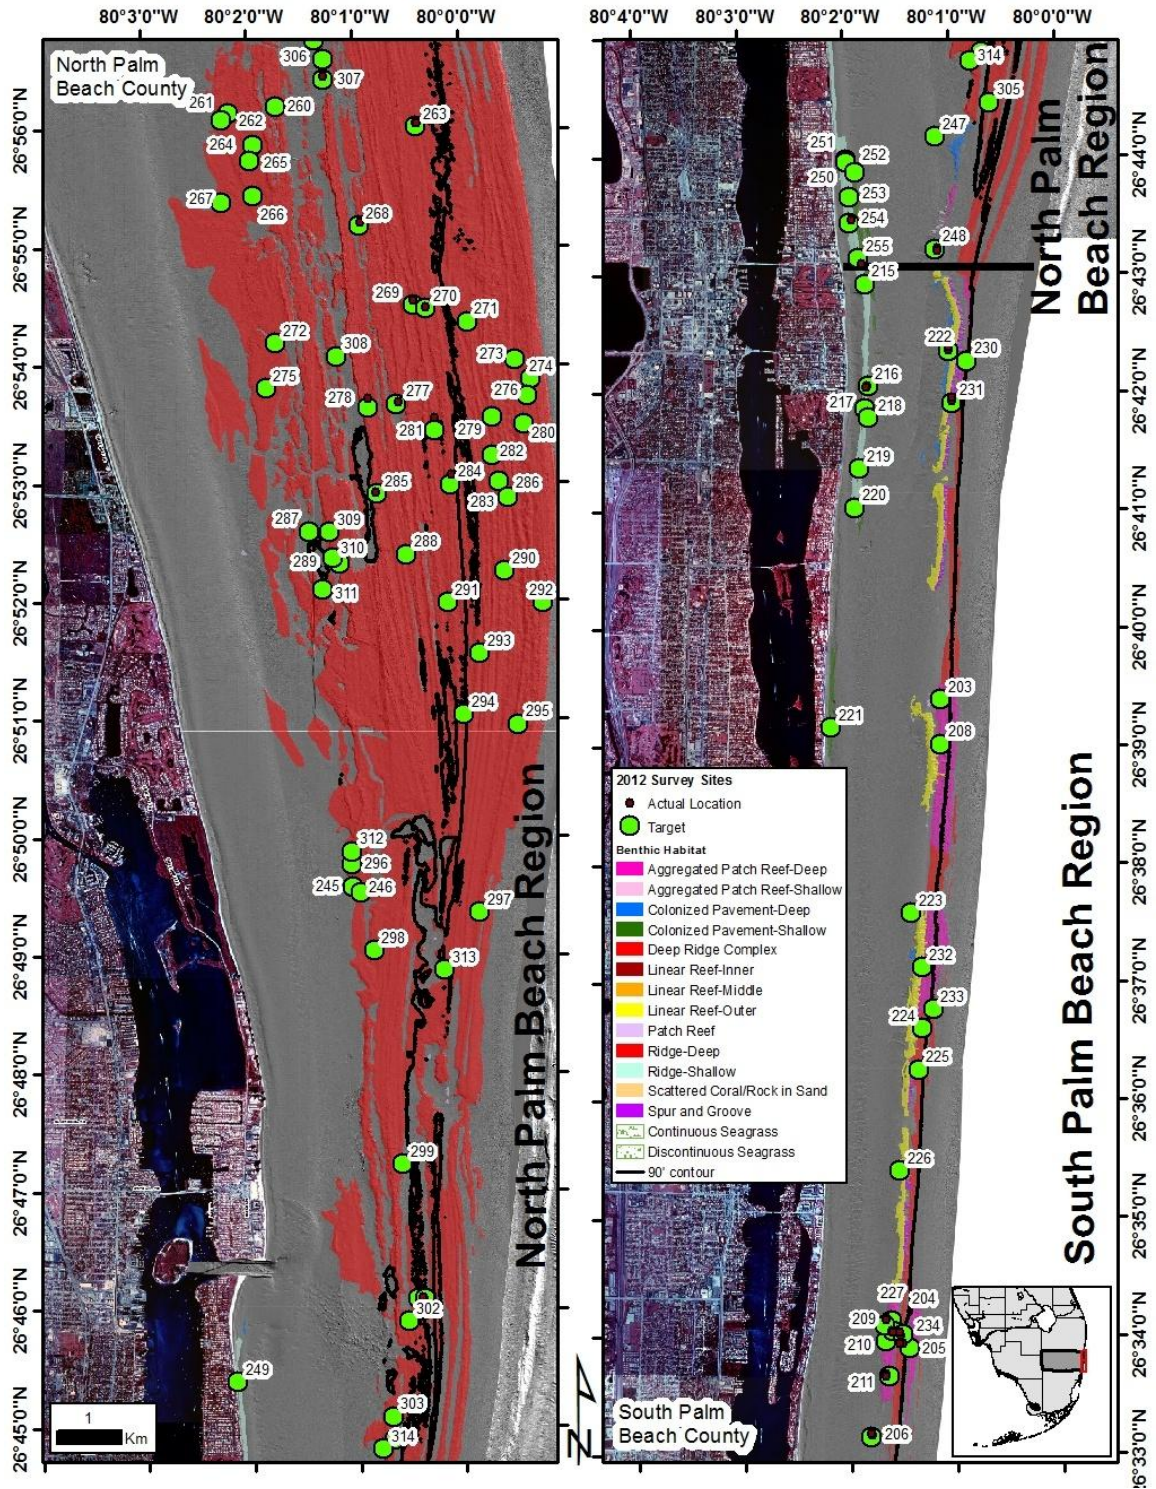 80°3'0"W 80°2'0"W 80°1'0"W 80°0'0"W
80°4'0"W 80°3'0"W 80°2'0"W 80°1'0"W 80°0'0"W
North Palm
Beach County
26°56'0"N
26°55'0"N
26°54'0"N
26°53'0"N
26°52'0"N
26°51'0"N
26°50'0"N
26°49'0"N
26°48'0"N
26°47'0"N
26°46'0"N
26°45'0"N
306
307
261
260
262
263
264
265
267
266
268
269
270
271
272
308
273
274
275
276
278
277
281
279
280
282
284
285
286
283
287
309
310
288
289
290
311
291
292
293
294
295
312
296
245
246
297
298
313
299
302
249
303
314
North Palm Beach Region
1
Km
N
314
305
247
251
252
250
253
254
248
255
215
222
230
216
231
217
218
219
220
203
221
208
223
232
233
224
225
226
227
204
209
234
210
205
211
206
North Palm
Beach Region
South Palm Beach Region
2012 Survey Sites
Actual Location
Target
Benthic Habitat
Aggregated Patch Reef-Deep
Aggregated Patch Reef-Shallow
Colonized Pavement-Deep
Colonized Pavement-Shallow
Deep Ridge Complex
Linear Reef-Inner
Linear Reef-Middle
Linear Reef-Outer
Patch Reef
Ridge-Deep
Ridge-Shallow
Scattered Coral/Rock in Sand
Spur and Groove
Continuous Seagrass
Discontinuous Seagrass
90' contour
South Palm
Beach County
26°44'0"N
26°43'0"N
26°42'0"N
26°41'0"N
26°40'0"N
26°39'0"N
26°38'0"N
26°37'0"N
26°36'0"N
26°35'0"N
26°34'0"N
26°33'0"N